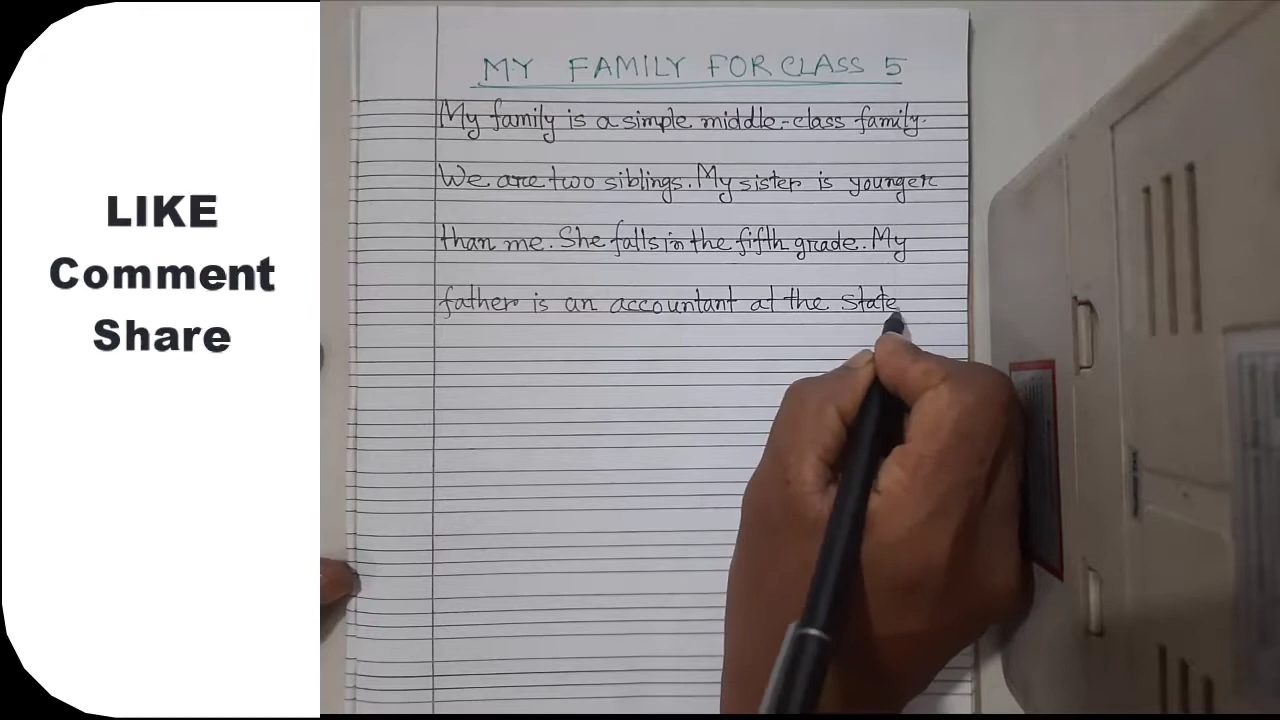 LIKE
Comment
Share
MY FAMILY FOR CLASS 5
My family is a simple middle-class family.
We are two siblings. My sister is younger
than me. She falls in the fifth grade. My
father is an accountant at the State